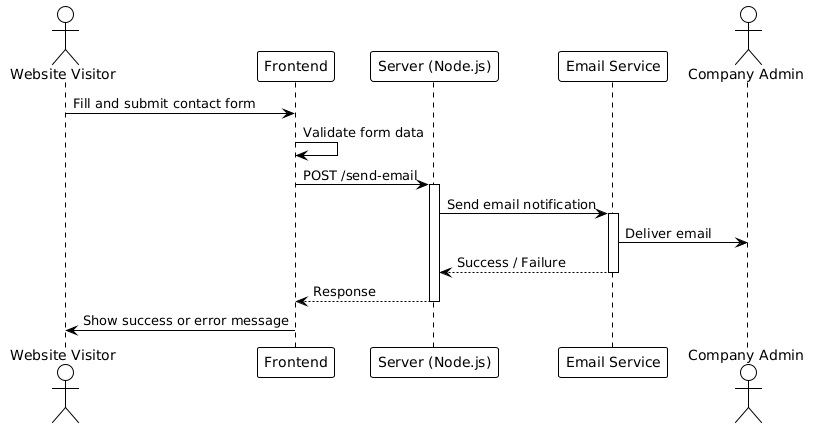 Website Visitor
Frontend
Server (Node.js)
Email Service
Company Admin
Fill and submit contact form
Validate form data
POST /send-email
Send email notification
Deliver email
Success / Failure
Response
Show success or error message
Website Visitor
Frontend
Server (Node.js)
Email Service
Company Admin